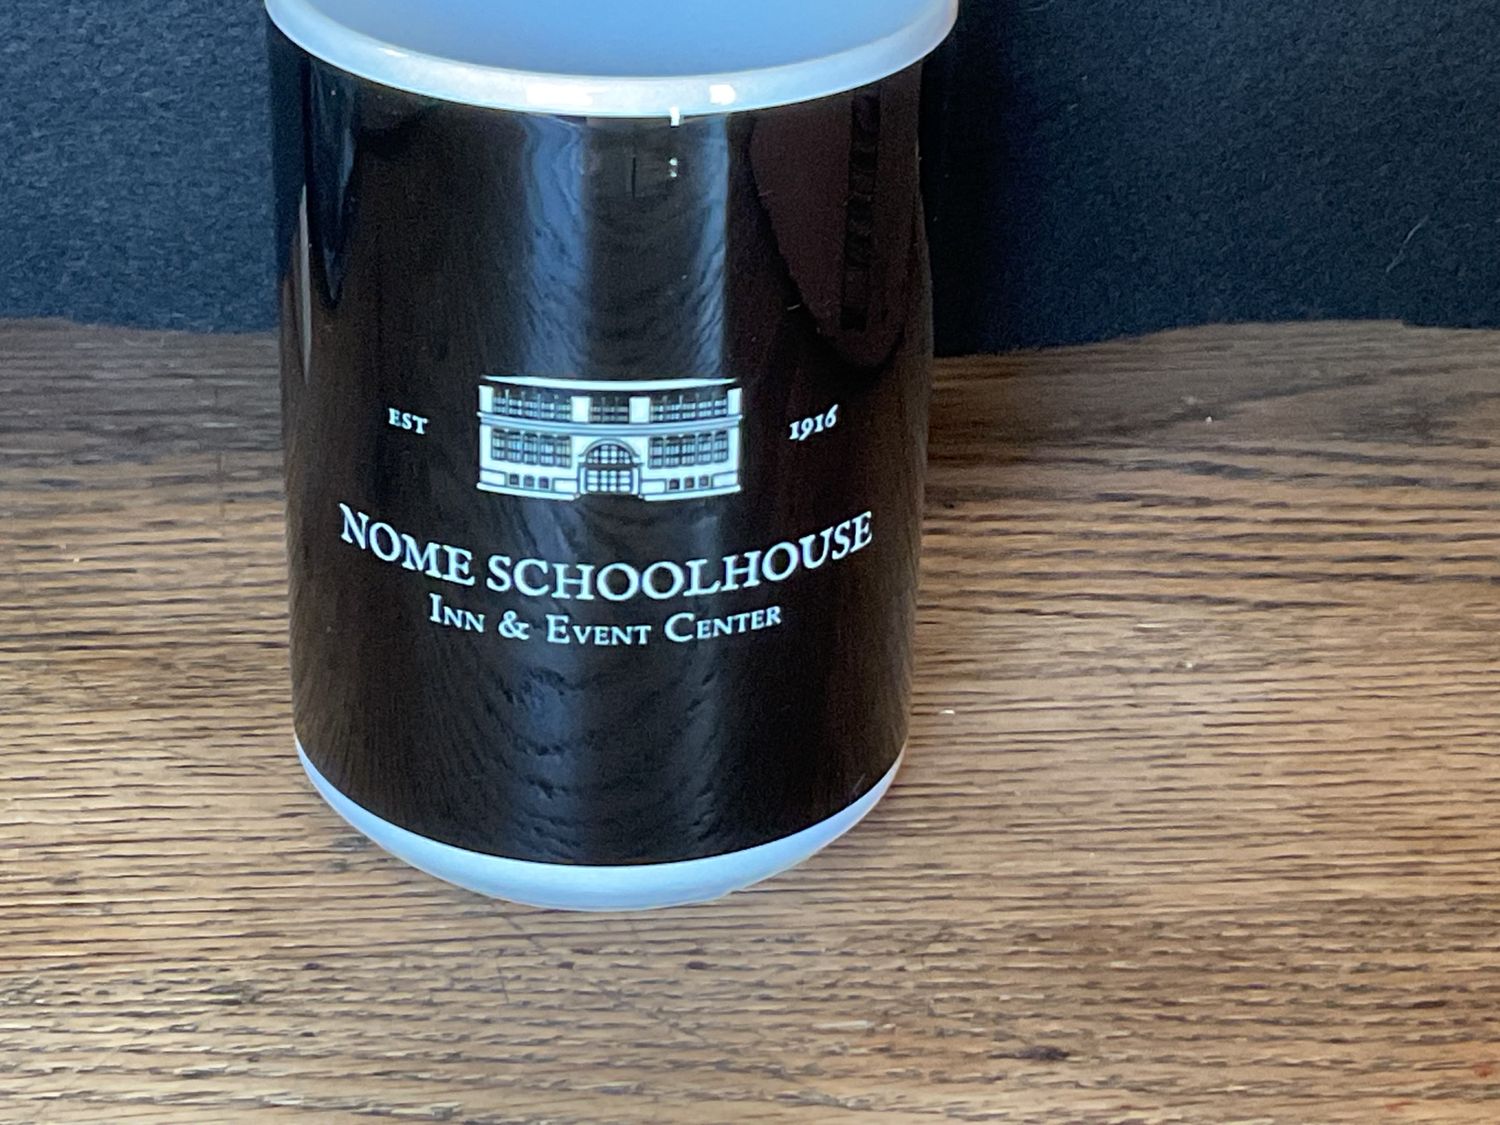 EST 1916
NOME SCHOOLHOUSE
INN & EVENT CENTER